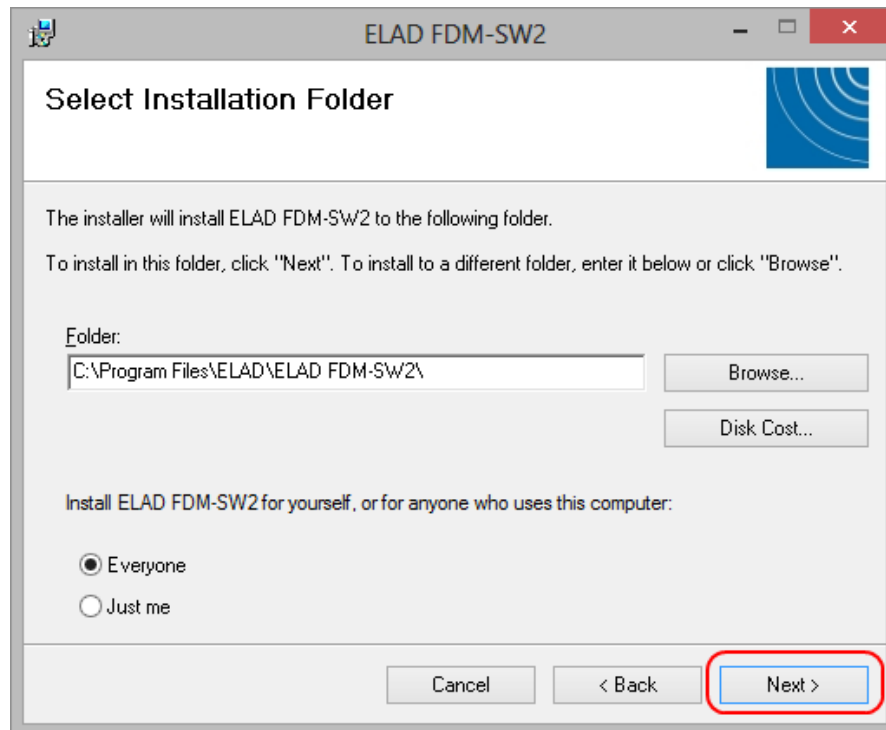 ELAD FDM-SW2
Select Installation Folder
The installer will install ELAD FDM-SW2 to the following folder.
To install in this folder, click "Next". To install to a different folder, enter it below or click "Browse".
Folder:
C:\Program Files\ELAD\ELAD FDM-SW2\
Browse...
Disk Cost...
Install ELAD FDM-SW2 for yourself, or for anyone who uses this computer:
Everyone
Just me
Cancel
< Back
Next >